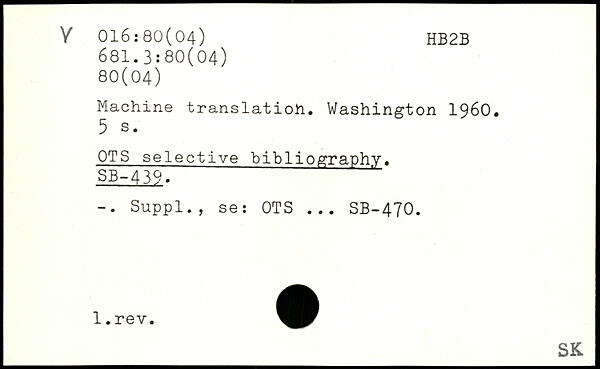 V 016:80(04) HB2B
681.3:80(04)
80(04)
Machine translation. Washington 1960.
5 s.
OTS selective bibliography.
SB-439.
-. Suppl., se: OTS ... SB-470.
1.rev.
SK